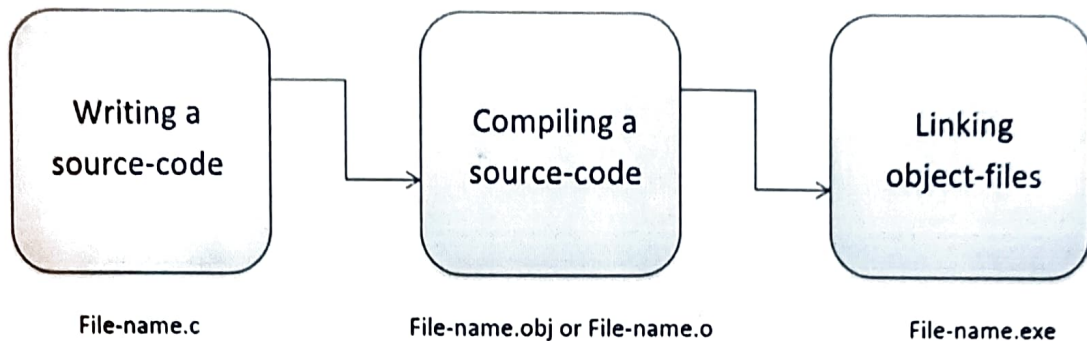 Writing a
source-code
Compiling a
source-code
Linking
object-files
File-name.c
File-name.obj or File-name.o
File-name.exe